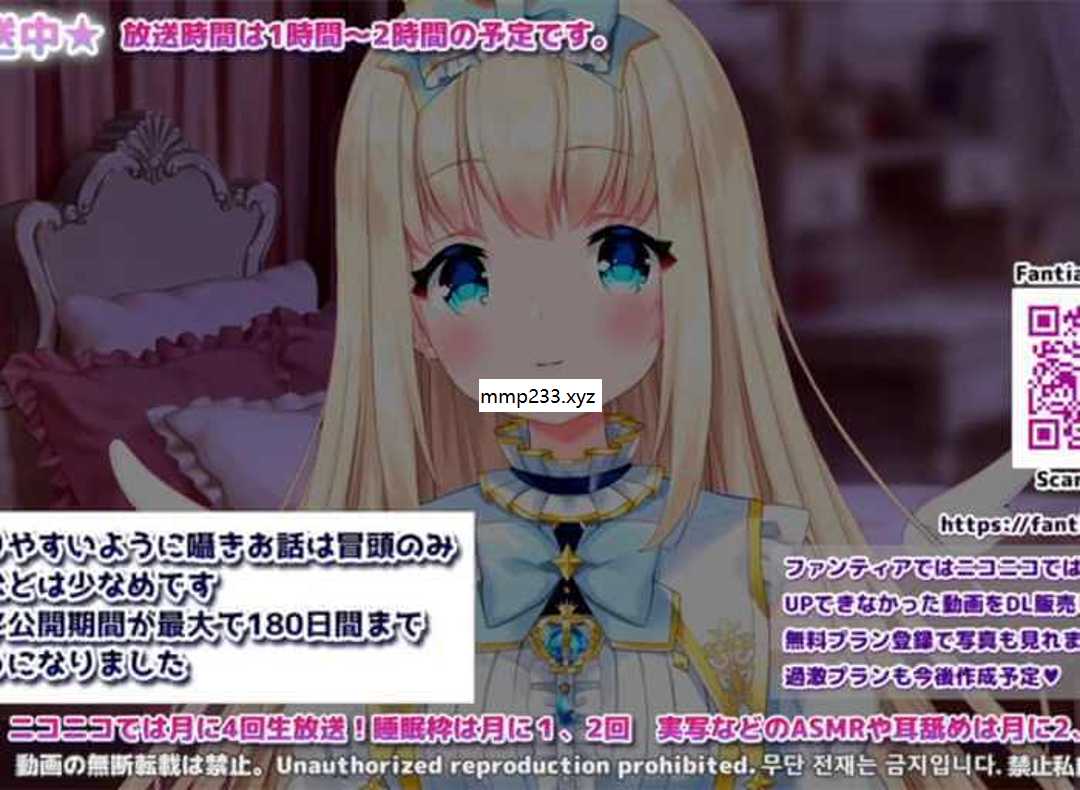 送中★ 放送時間は1時間～2時間の予定です。
mmp233.xyz
Fantia
Scan
https://fanti
りやすいように囁きお話は冒頭のみ
などは少なめです
公開期間が最大で180日間まで
になりました
ファンティアではニコニコでは
UPできなかった動画をDL販売
無料プラン登録で写真も見れま
過激プランも今後作成予定♥
ニコニコでは月に4回生放送！睡眠枠は月に１、2回 実写などのASMRや耳舐めは月に2、
動画の無断転載は禁止。Unauthorized reproduction prohibited.무단 전재는 금지입니다.禁止私